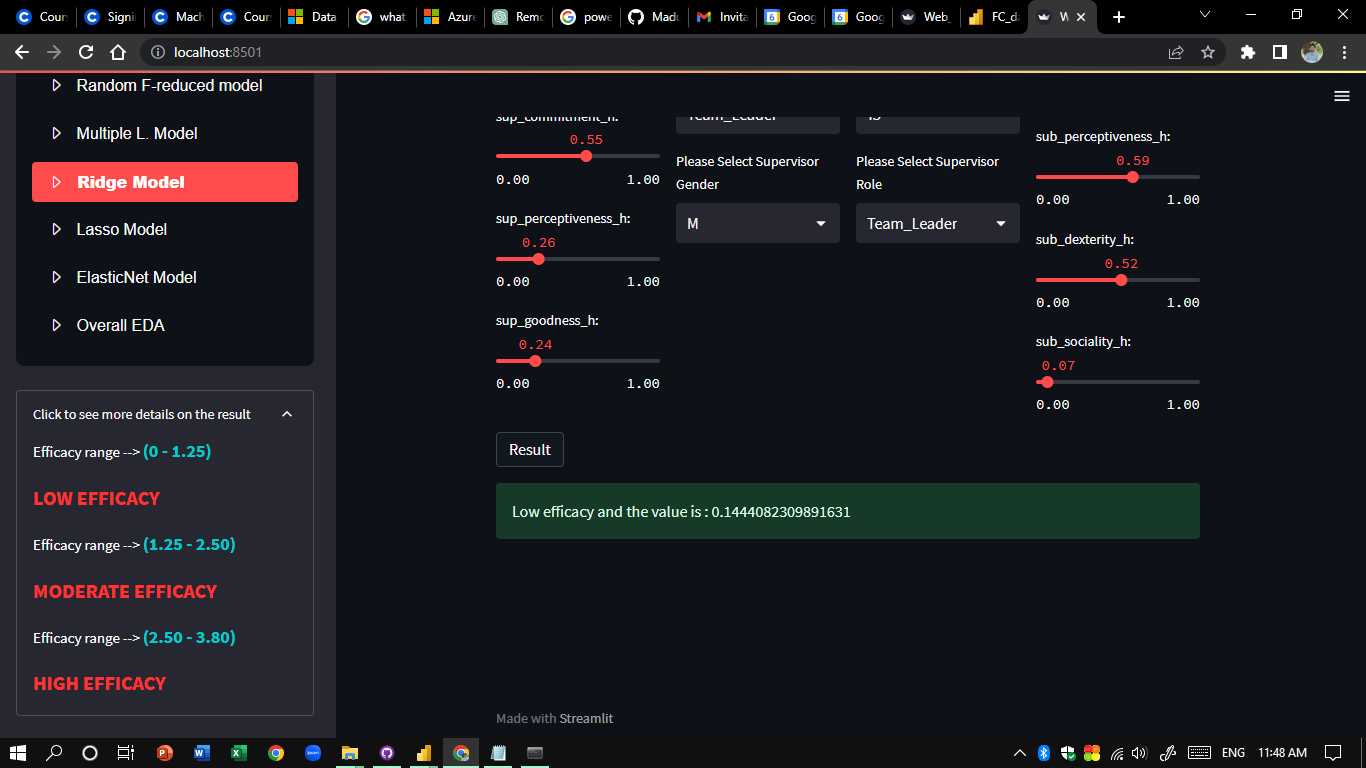 Cours
Signi
Mach
Cours
Data
what
Azure
Remo
powe
Madu
Invita
Goog
Goog
Web_
FC_da
W
localhost:8501
Random F-reduced model
Multiple L. Model
Ridge Model
Lasso Model
ElasticNet Model
Overall EDA
Click to see more details on the result
Efficacy range --> (0 - 1.25)
LOW EFFICACY
Efficacy range --> (1.25 - 2.50)
MODERATE EFFICACY
Efficacy range --> (2.50 - 3.80)
HIGH EFFICACY
sup_commitment_h:
0.55
0.00 1.00
sup_perceptiveness_h:
0.26
0.00 1.00
sup_goodness_h:
0.24
0.00 1.00
Team_Leader
Please Select Supervisor
Gender
M
Please Select Supervisor
Role
Team_Leader
sub_perceptiveness_h:
0.59
0.00 1.00
sub_dexterity_h:
0.52
0.00 1.00
sub_sociality_h:
0.07
0.00 1.00
Result
Low efficacy and the value is : 0.1444082309891631
Made with Streamlit
ENG
11:48 AM